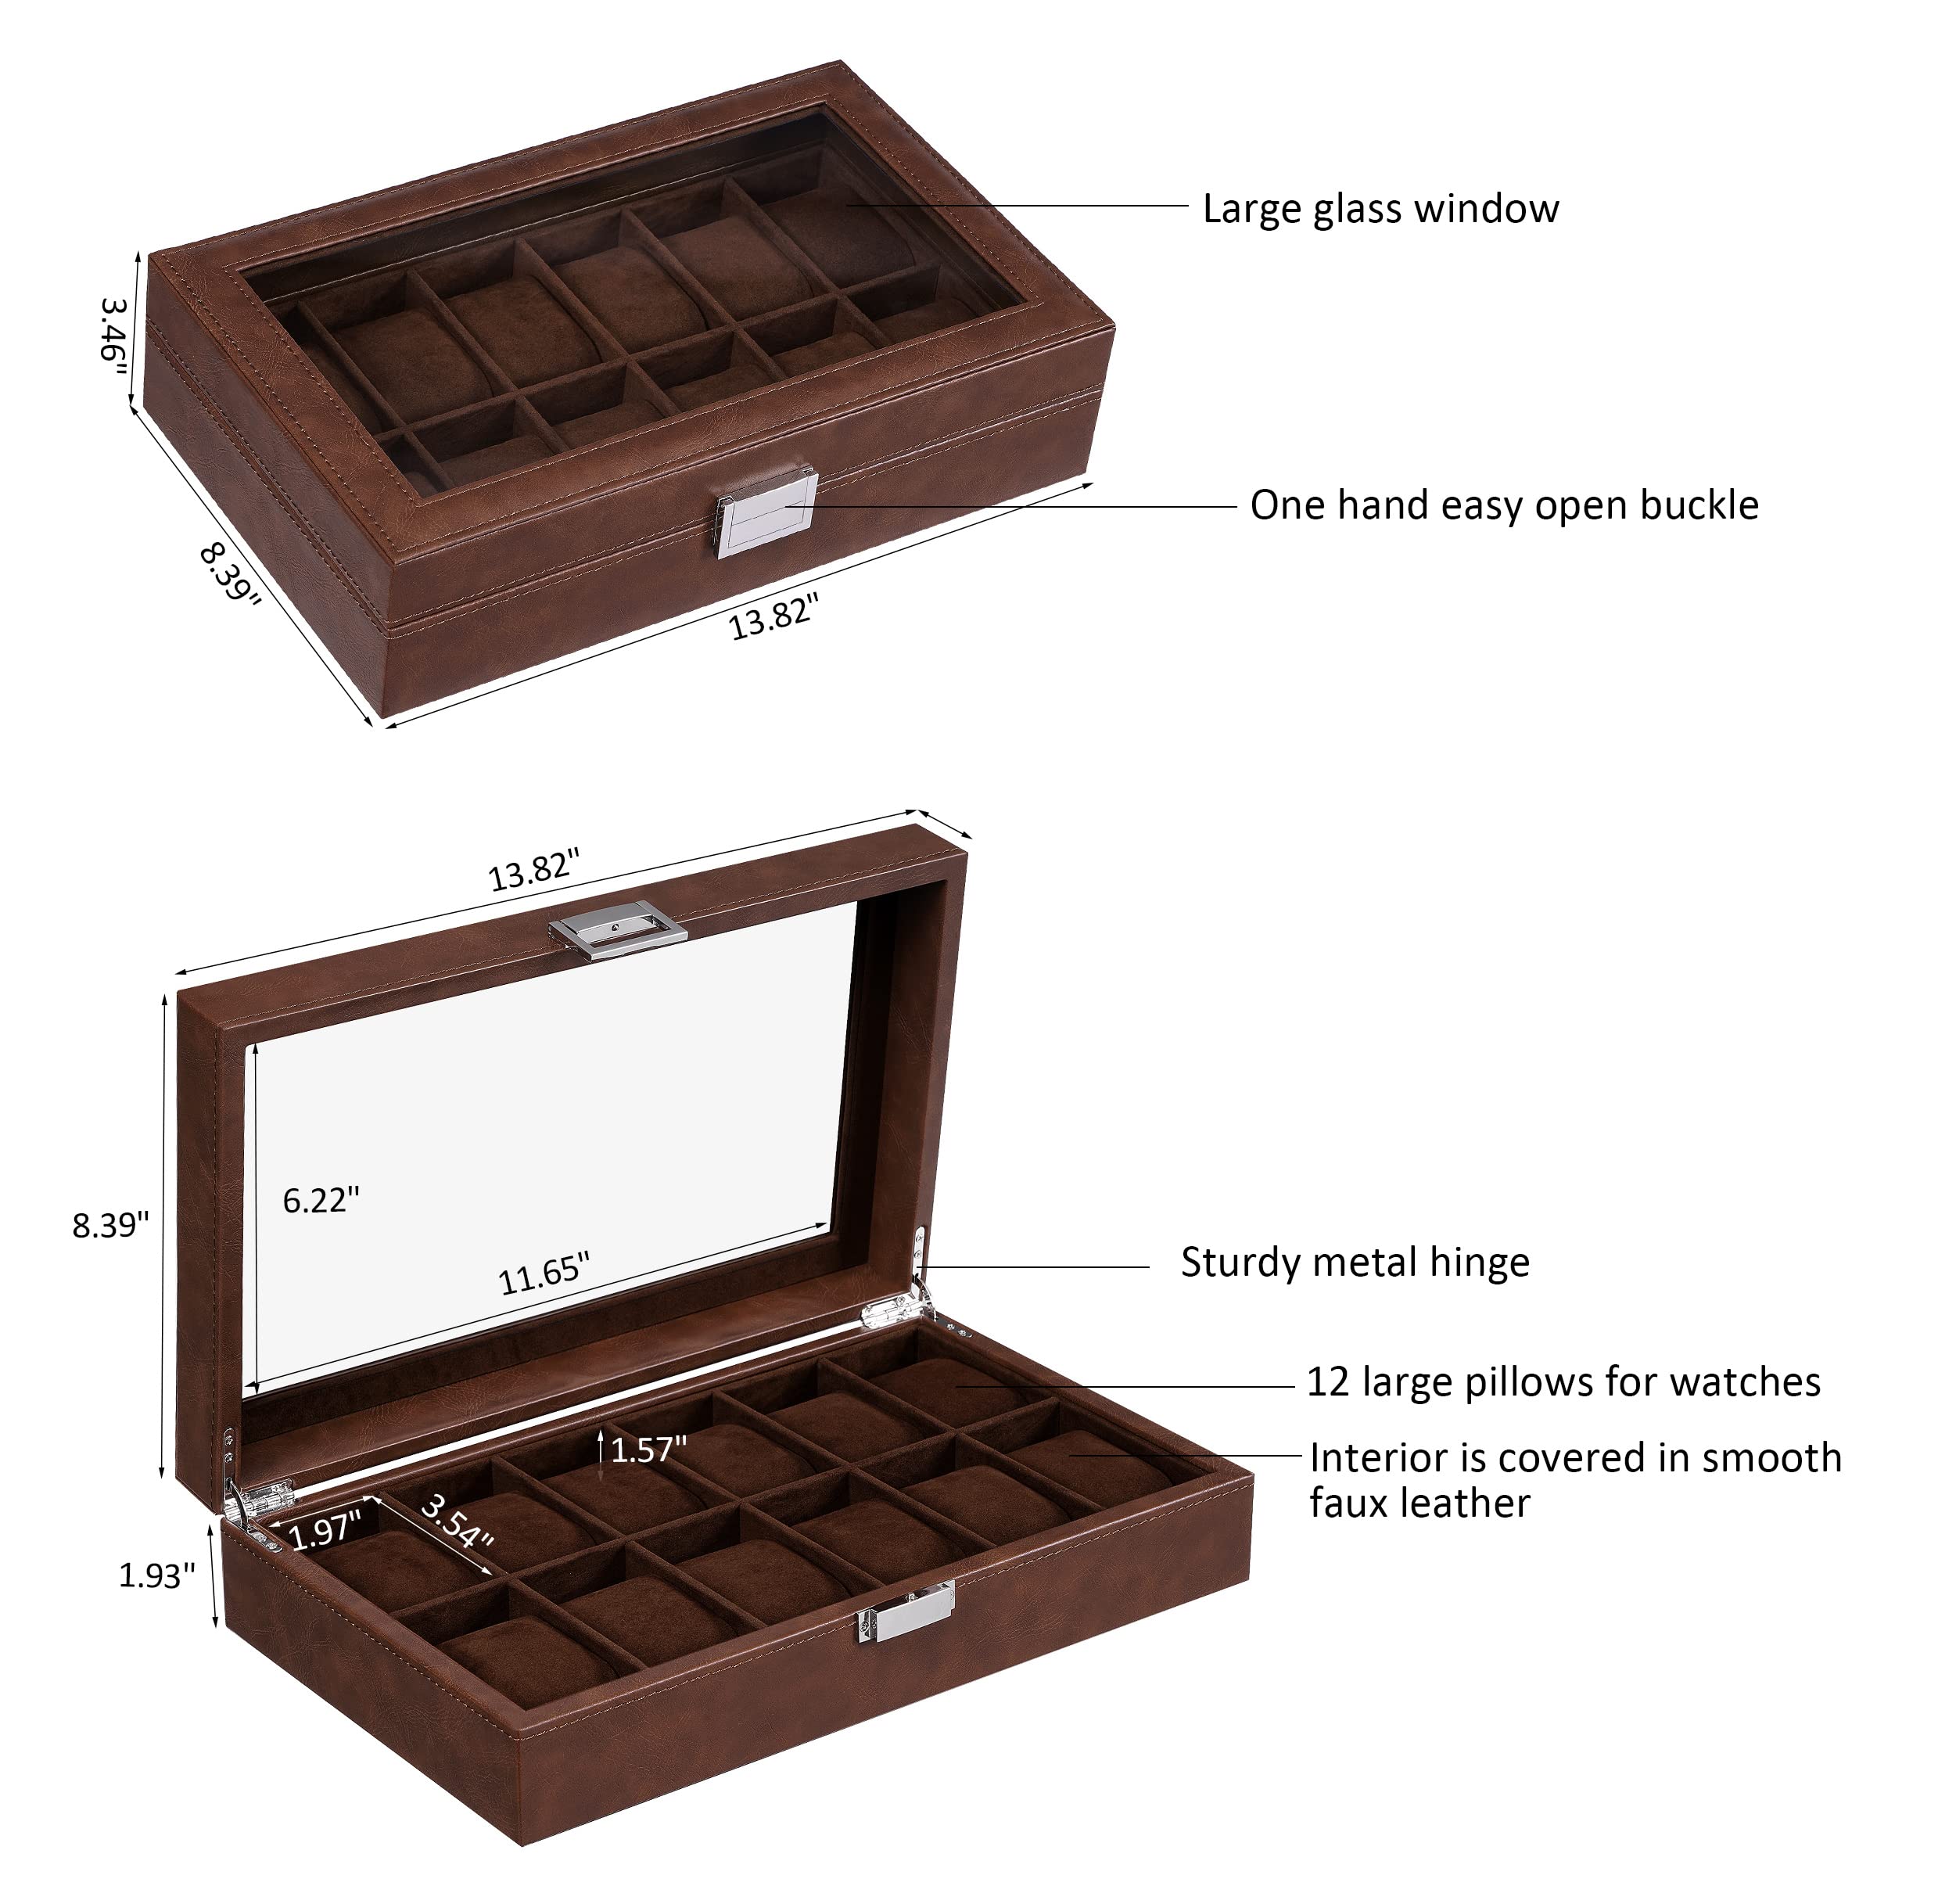 Large glass window
3.46"
One hand easy open buckle
8.39"
13.82"
13.82"
6.22"
8.39"
11.65"
Sturdy metal hinge
12 large pillows for watches
1.57"
Interior is covered in smooth
faux leather
3.54"
1.97"
1.93"